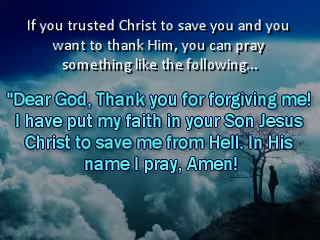 If you trusted Christ to save you and you
want to thank Him, you can pray
something like the following...
"Dear God, Thank you for forgiving me!
I have put my faith in your Son Jesus
Christ to save me from Hell. In His
name I pray, Amen!